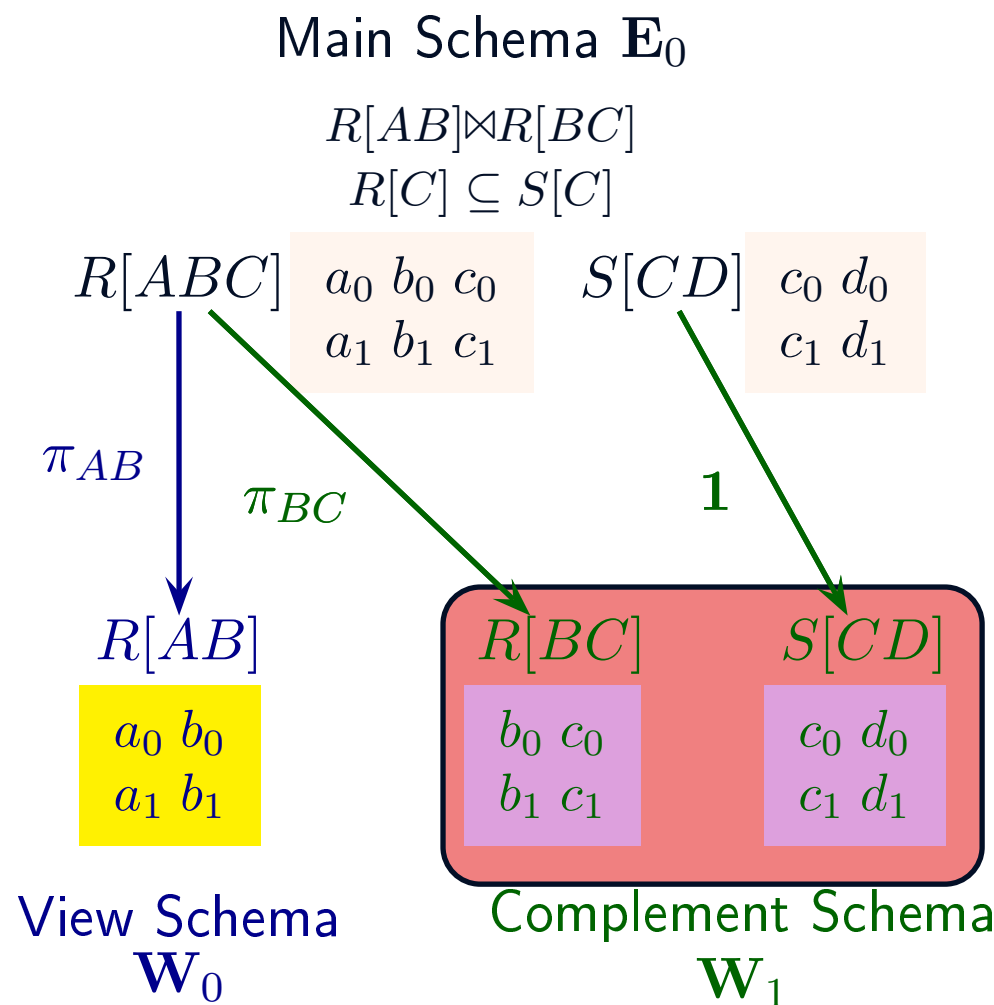 Main Schema E₀
R[AB]⋈R[BC]
R[C] ⊆ S[C]
R[ABC] a₀ b₀ c₀ S[CD] c₀ d₀
a₁ b₁ c₁ c₁ d₁
π_AB
π_BC
1
R[AB] R[BC] S[CD]
a₀ b₀ b₀ c₀ c₀ d₀
a₁ b₁ b₁ c₁ c₁ d₁
View Schema Complement Schema
W₀ W₁